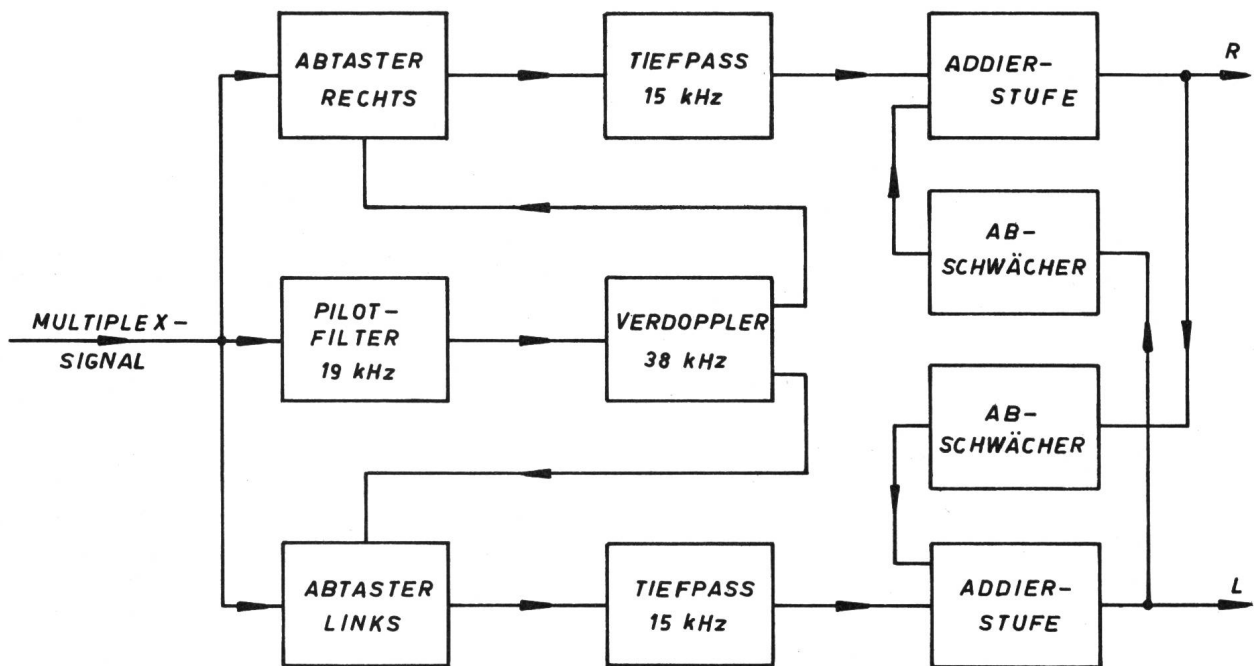 ABTASTER
RECHTS
TIEFPASS
15 kHz
ADDIER-
STUFE
R
AB-
SCHWÄCHER
MULTIPLEX-
SIGNAL
PILOT-
FILTER
19 kHz
VERDOPPLER
38 kHz
AB-
SCHWÄCHER
ABTASTER
LINKS
TIEFPASS
15 kHz
ADDIER-
STUFE
L